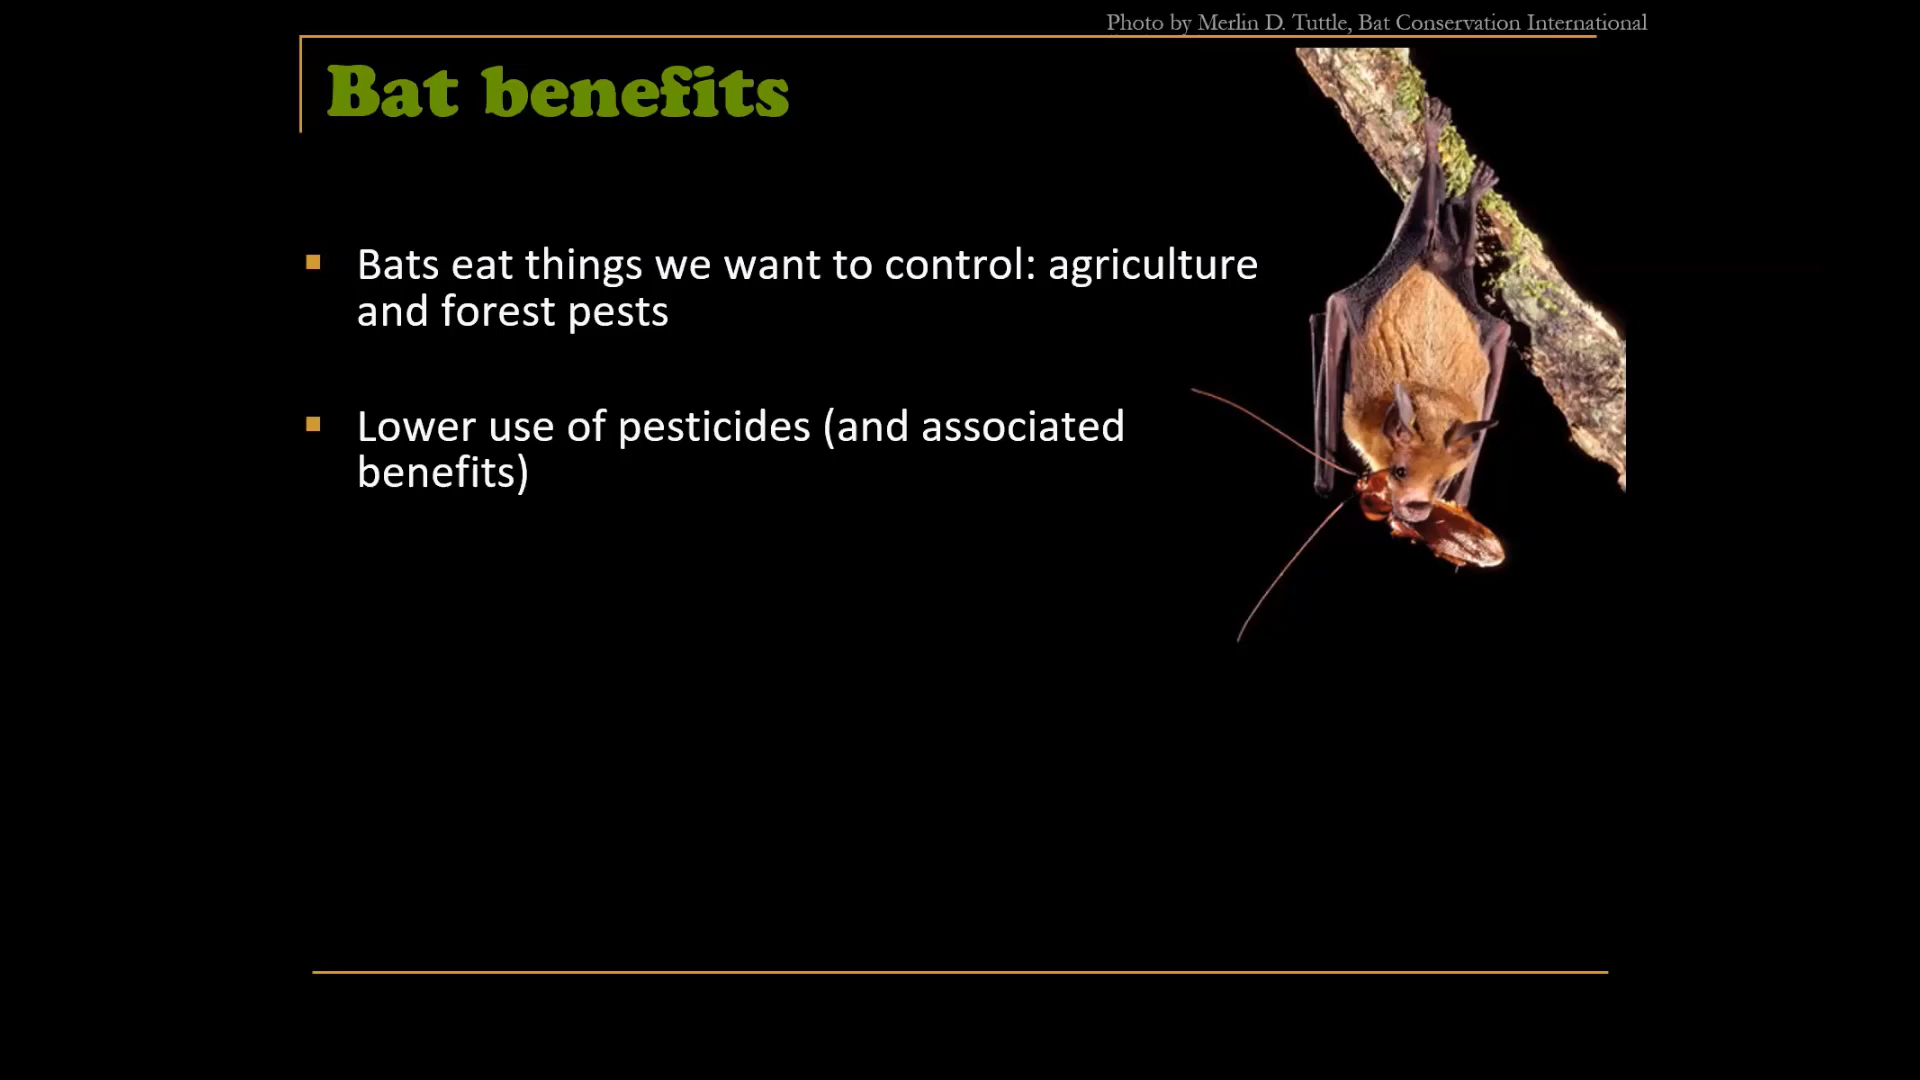 Photo by Merlin D. Tuttle, Bat Conservation International
Bat benefits
Bats eat things we want to control: agriculture
and forest pests
Lower use of pesticides (and associated
benefits)